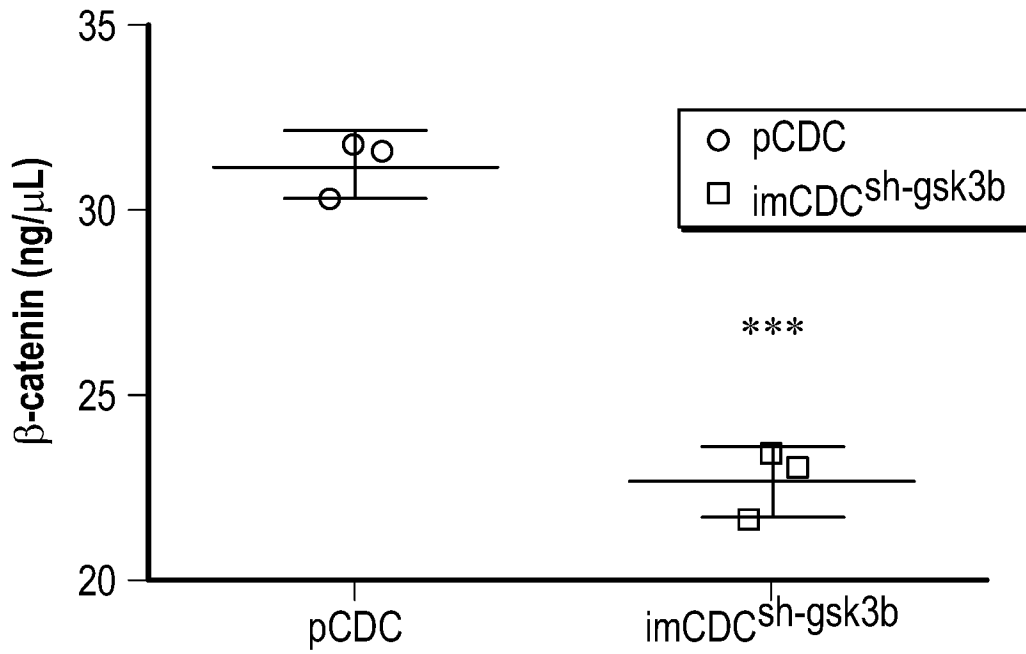 β-catenin (ng/μL)
35
30
25
20
pCDC
imCDCsh-gsk3b
***
pCDC
imCDCsh-gsk3b